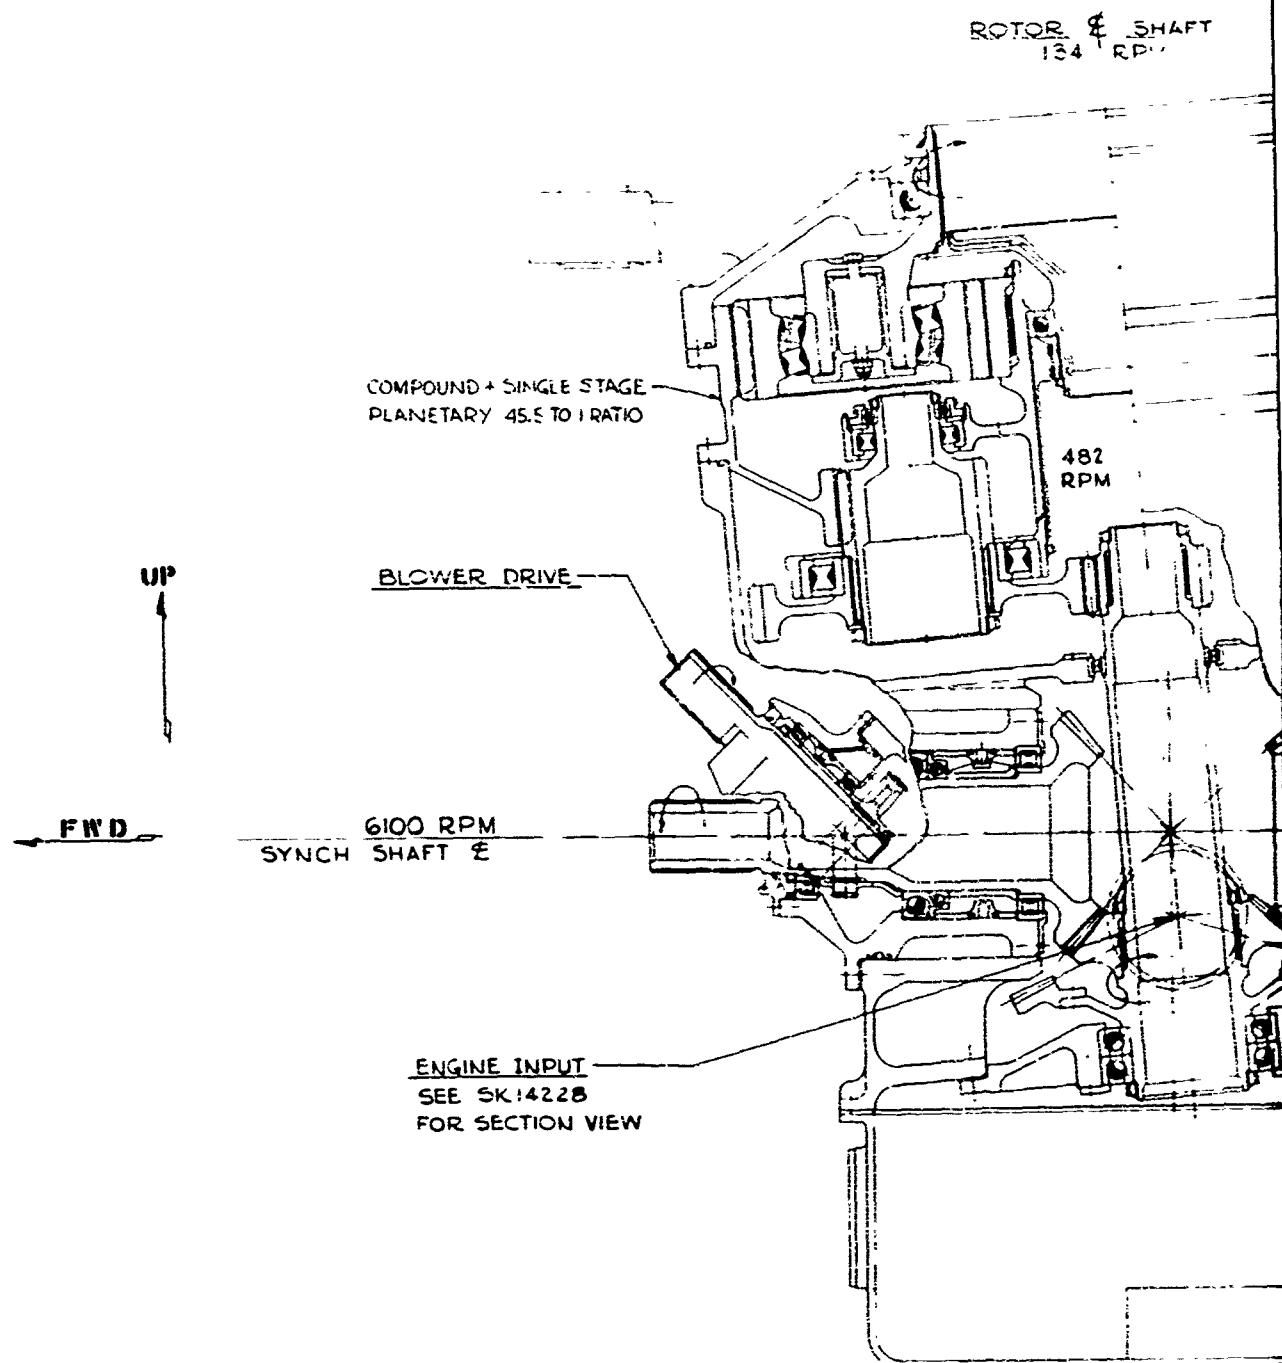 ROTOR ℄ SHAFT
134 RPM
COMPOUND + SINGLE STAGE
PLANETARY 45.5 TO 1 RATIO
482
RPM
UP
BLOWER DRIVE
FWD
6100 RPM
SYNCH SHAFT ℄
ENGINE INPUT
SEE SK14228
FOR SECTION VIEW